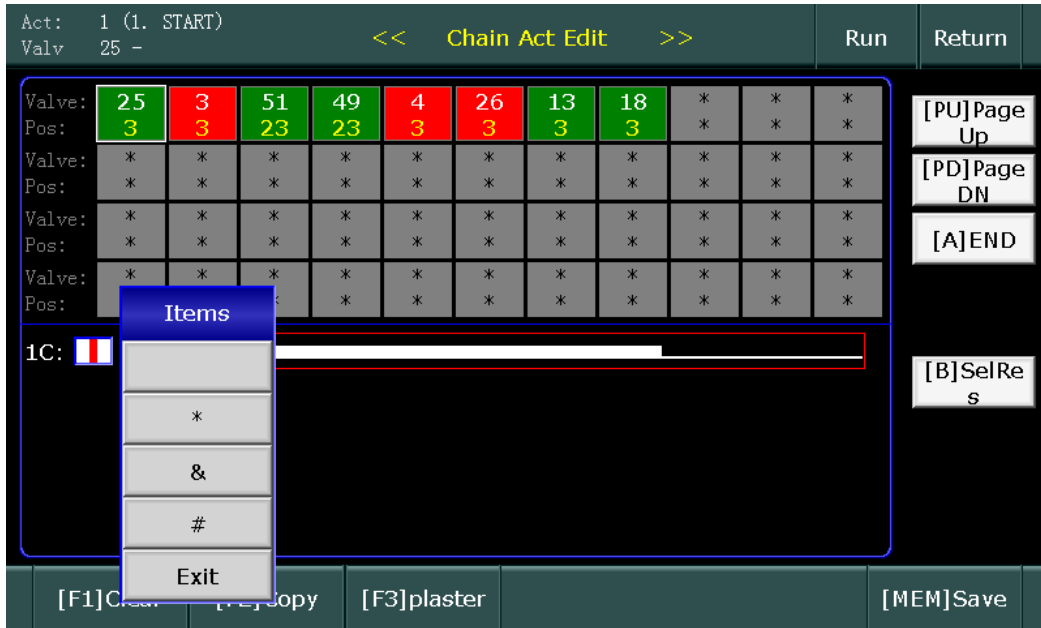 Act: 1 (1. START)
Valv 25 -
<< Chain Act Edit >>
Run
Return
Valve: 25 3 51 49 4 26 13 18 * * *
Pos: 3 3 23 23 3 3 3 3 * * *
Valve: * * * * * * * * * * *
Pos: * * * * * * * * * * *
Valve: * * * * * * * * * * *
Pos: * * * * * * * * * * *
Valve: * * * * * * * * * * *
Pos: * * * * * * * * *
[PU]Page
Up
[PD]Page
DN
[A]END
[B]SelRe
s
1C:
Items
*
&
#
Exit
[F3]plaster
[MEM]Save